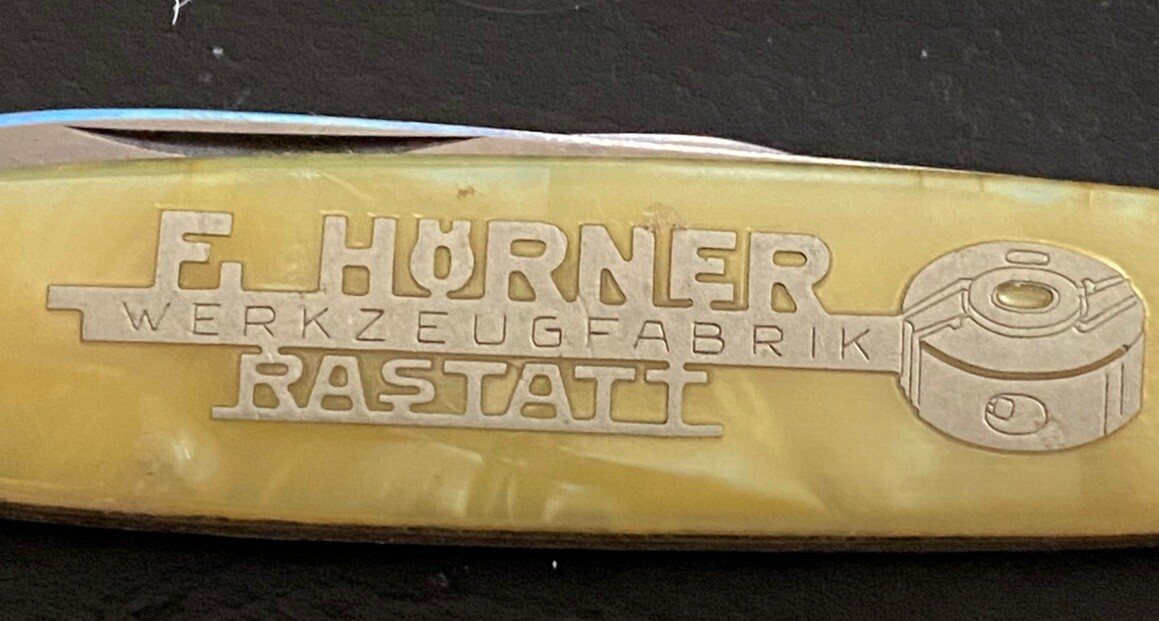 F. HÖRNER
WERKZEUGFABRIK
RASTATT